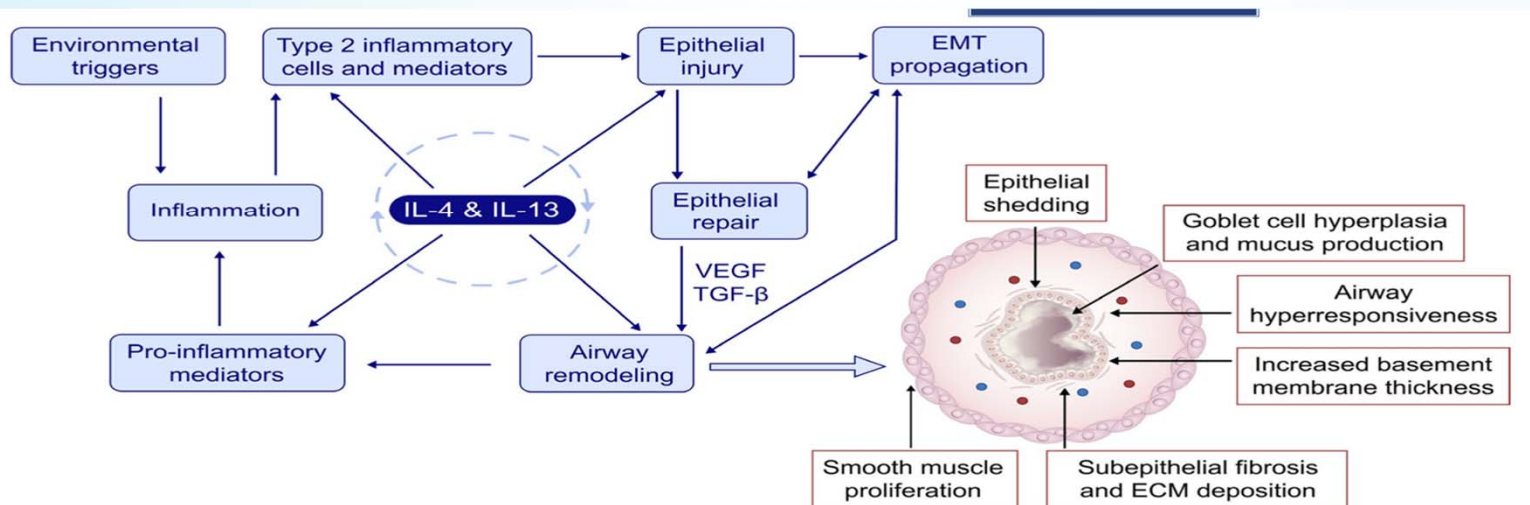 Environmental
triggers
Type 2 inflammatory
cells and mediators
Epithelial
injury
EMT
propagation
Inflammation
IL-4 & IL-13
Epithelial
repair
VEGF
TGF-β
Pro-inflammatory
mediators
Airway
remodeling
Epithelial
shedding
Goblet cell hyperplasia
and mucus production
Airway
hyperresponsiveness
Increased basement
membrane thickness
Smooth muscle
proliferation
Subepithelial fibrosis
and ECM deposition